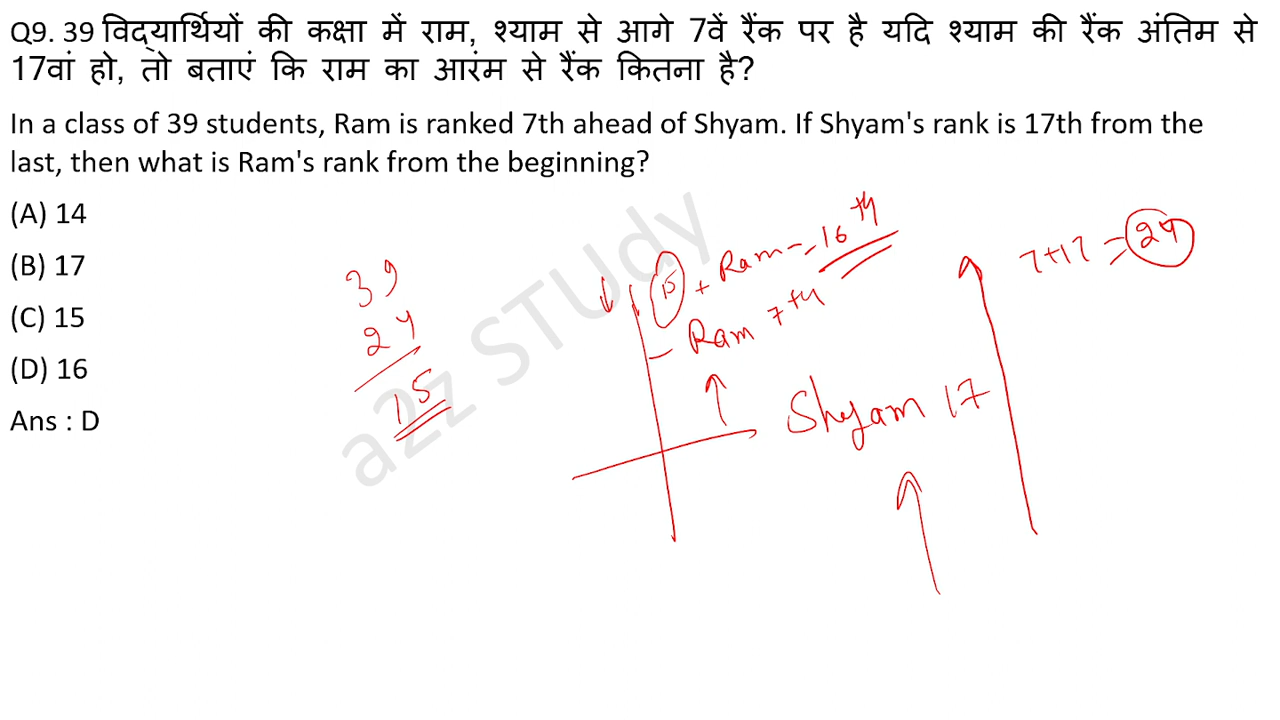 Q9. 39 विद्यार्थियों की कक्षा में राम, श्याम से आगे 7वें रैंक पर है यदि श्याम की रैंक अंतिम से
17वां हो, तो बताएं कि राम का आरंम से रैंक कितना है?
In a class of 39 students, Ram is ranked 7th ahead of Shyam. If Shyam's rank is 17th from the
last, then what is Ram's rank from the beginning?
(A) 14
(B) 17
(C) 15
(D) 16
Ans : D
39
24
15
15 + Ram = 16th
Ram 7th
Shyam 17
7+17 = 24
a2z STUdy